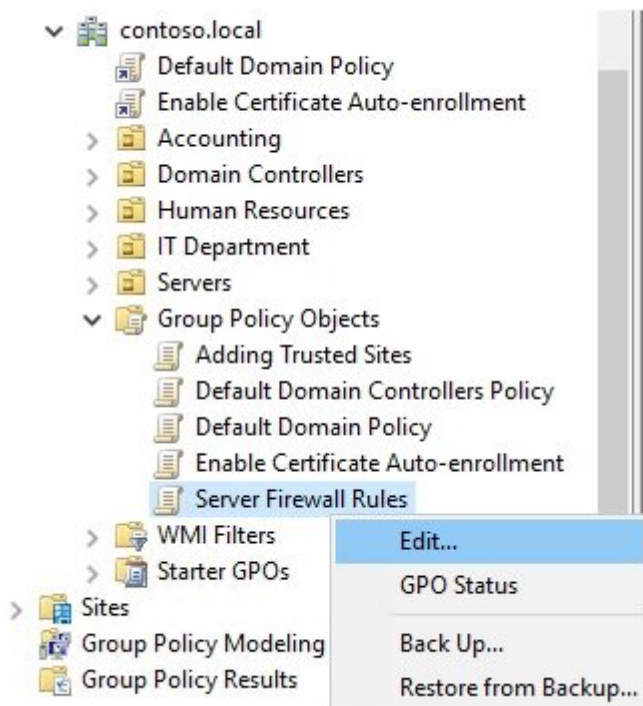 contoso.local
Default Domain Policy
Enable Certificate Auto-enrollment
Accounting
Domain Controllers
Human Resources
IT Department
Servers
Group Policy Objects
Adding Trusted Sites
Default Domain Controllers Policy
Default Domain Policy
Enable Certificate Auto-enrollment
Server Firewall Rules
WMI Filters
Edit...
Starter GPOs
GPO Status
Sites
Group Policy Modeling
Back Up...
Group Policy Results
Restore from Backup...